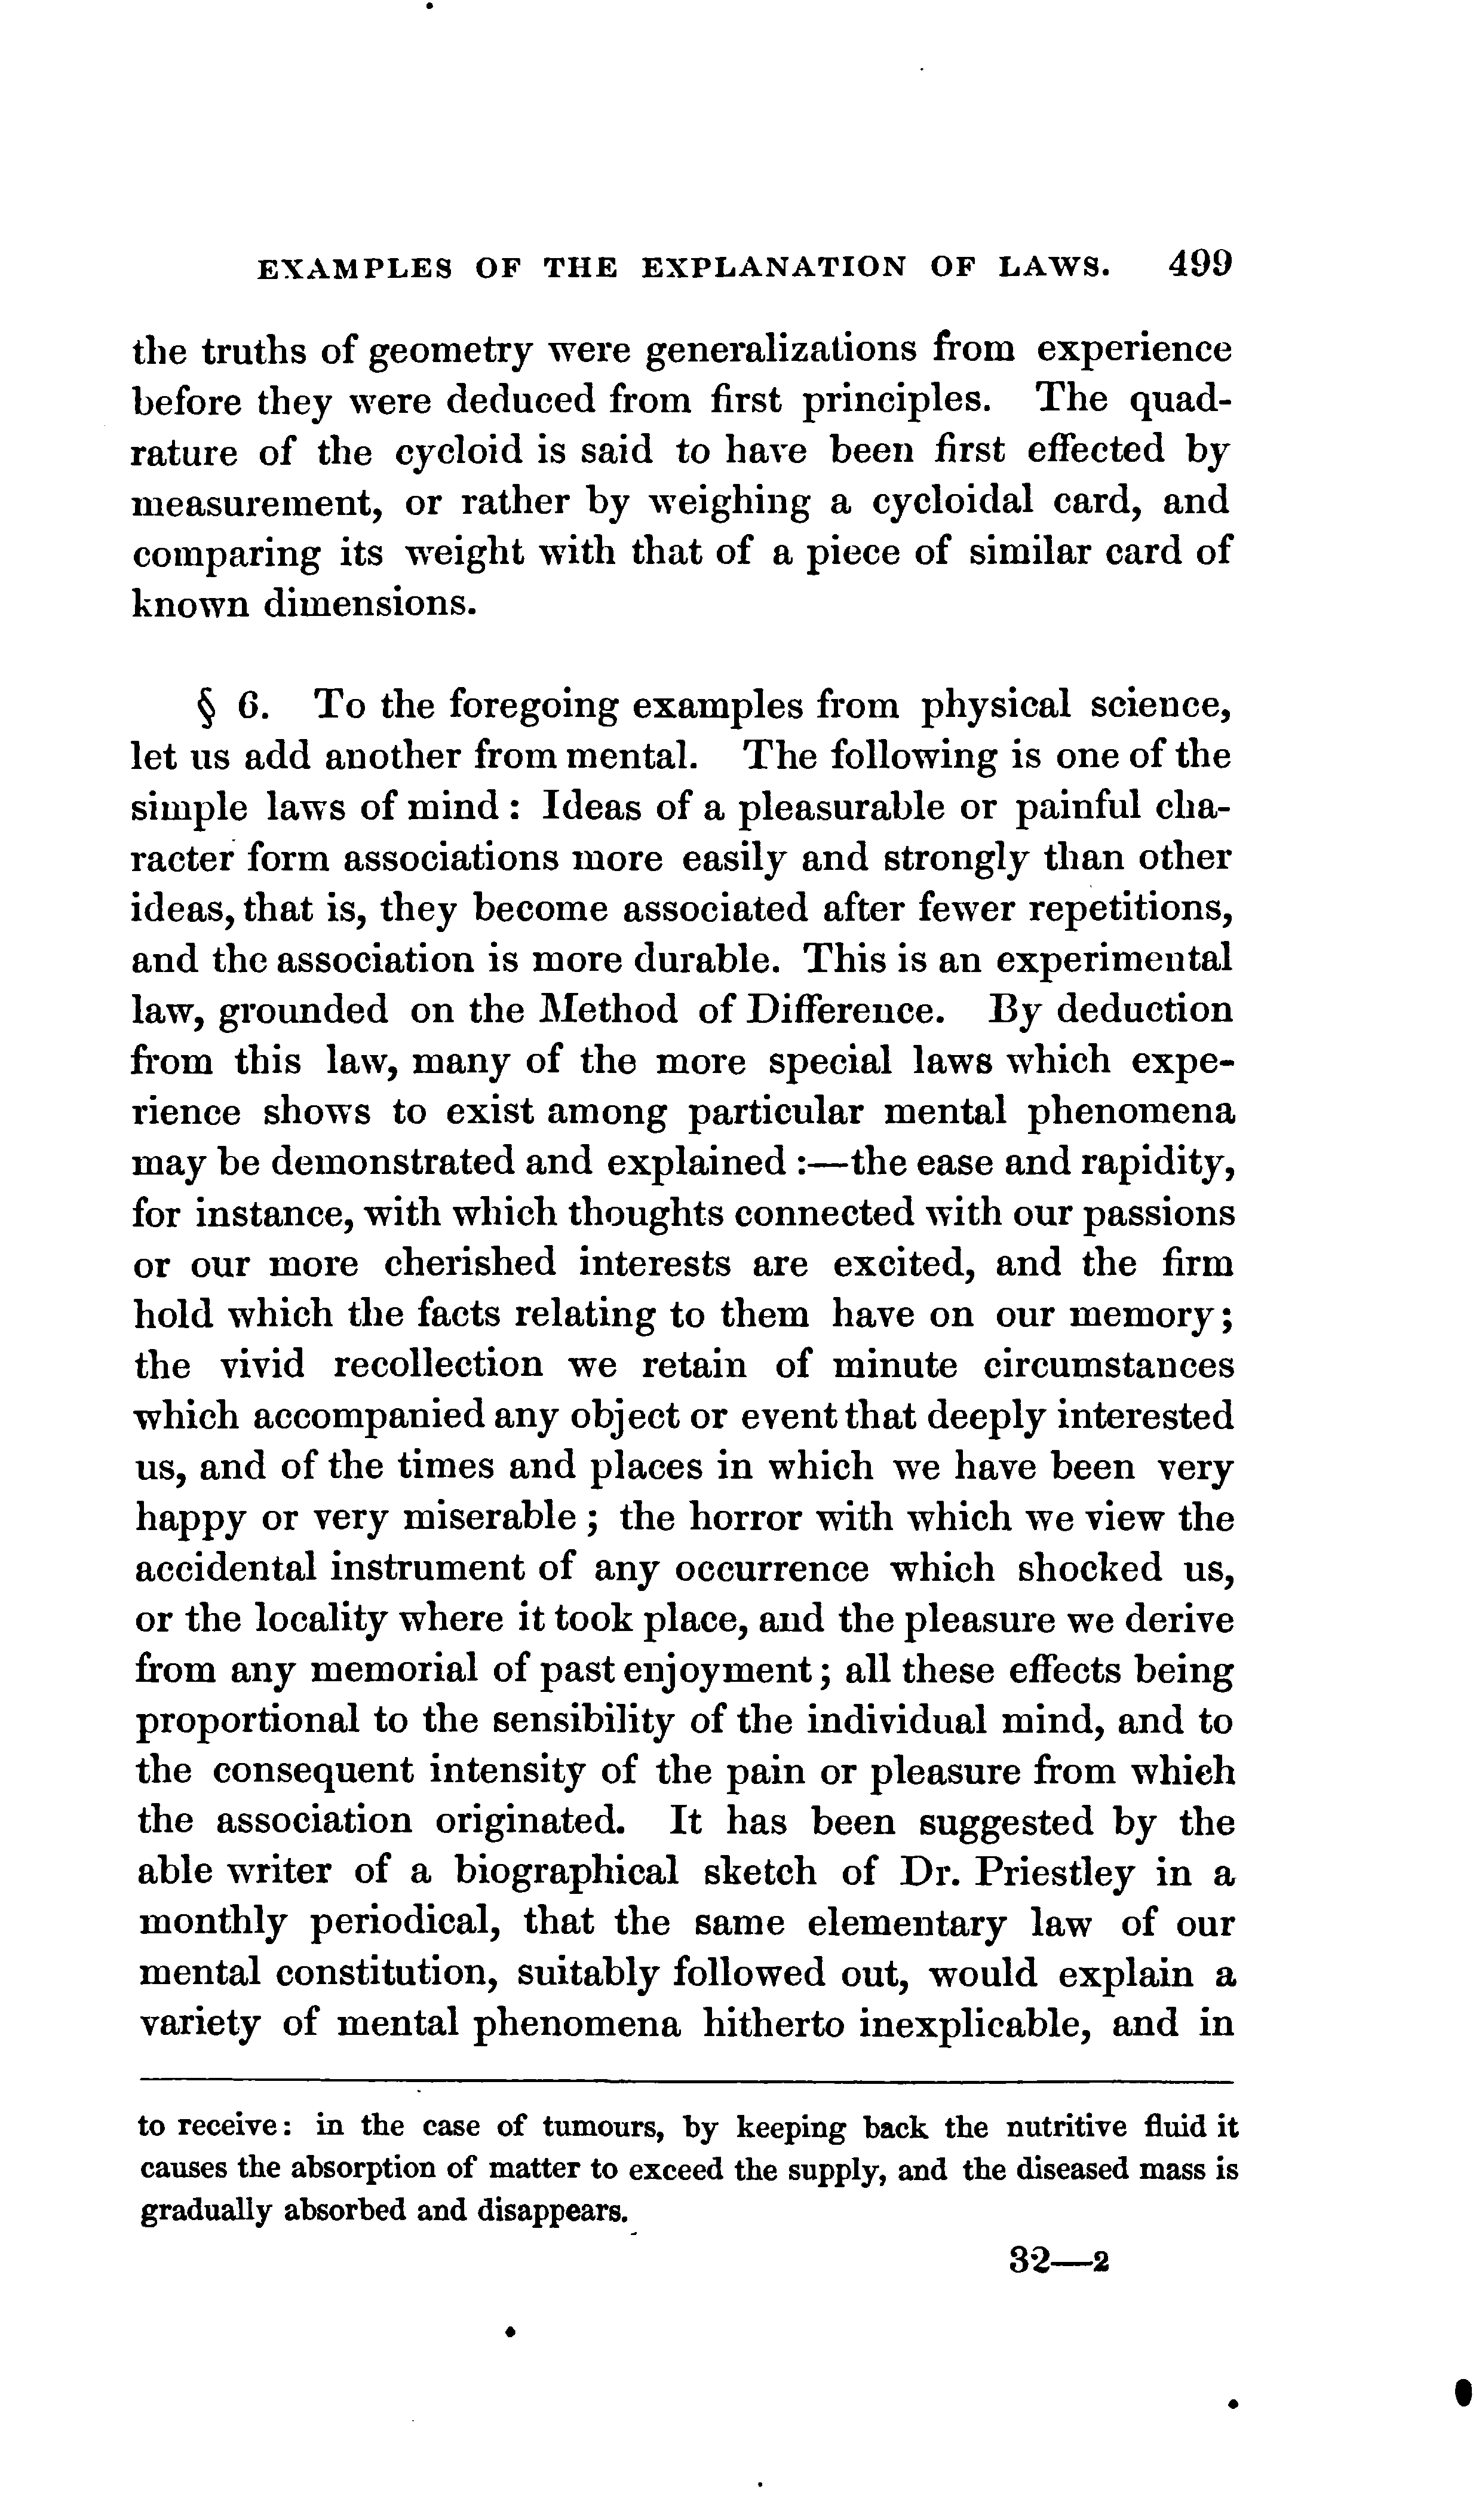 EXAMPLES OF THE EXPLANATION OF LAWS. 499
the truths of geometry were generalizations from experience
before they were deduced from first principles. The quad-
rature of the cycloid is said to have been first effected by
measurement, or rather by weighing a cycloidal card, and
comparing its weight with that of a piece of similar card of
known dimensions.
§ 6. To the foregoing examples from physical science,
let us add another from mental. The following is one of the
simple laws of mind : Ideas of a pleasurable or painful cha-
racter form associations more easily and strongly than other
ideas, that is, they become associated after fewer repetitions,
and the association is more durable. This is an experimental
law, grounded on the Method of Difference. By deduction
from this law, many of the more special laws which expe-
rience shows to exist among particular mental phenomena
may be demonstrated and explained :—the ease and rapidity,
for instance, with which thoughts connected with our passions
or our more cherished interests are excited, and the firm
hold which the facts relating to them have on our memory;
the vivid recollection we retain of minute circumstances
which accompanied any object or event that deeply interested
us, and of the times and places in which we have been very
happy or very miserable ; the horror with which we view the
accidental instrument of any occurrence which shocked us,
or the locality where it took place, and the pleasure we derive
from any memorial of past enjoyment ; all these effects being
proportional to the sensibility of the individual mind, and to
the consequent intensity of the pain or pleasure from which
the association originated. It has been suggested by the
able writer of a biographical sketch of Dr. Priestley in a
monthly periodical, that the same elementary law of our
mental constitution, suitably followed out, would explain a
variety of mental phenomena hitherto inexplicable, and in
to receive: in the case of tumours, by keeping back the nutritive fluid it
causes the absorption of matter to exceed the supply, and the diseased mass is
gradually absorbed and disappears.
32—2